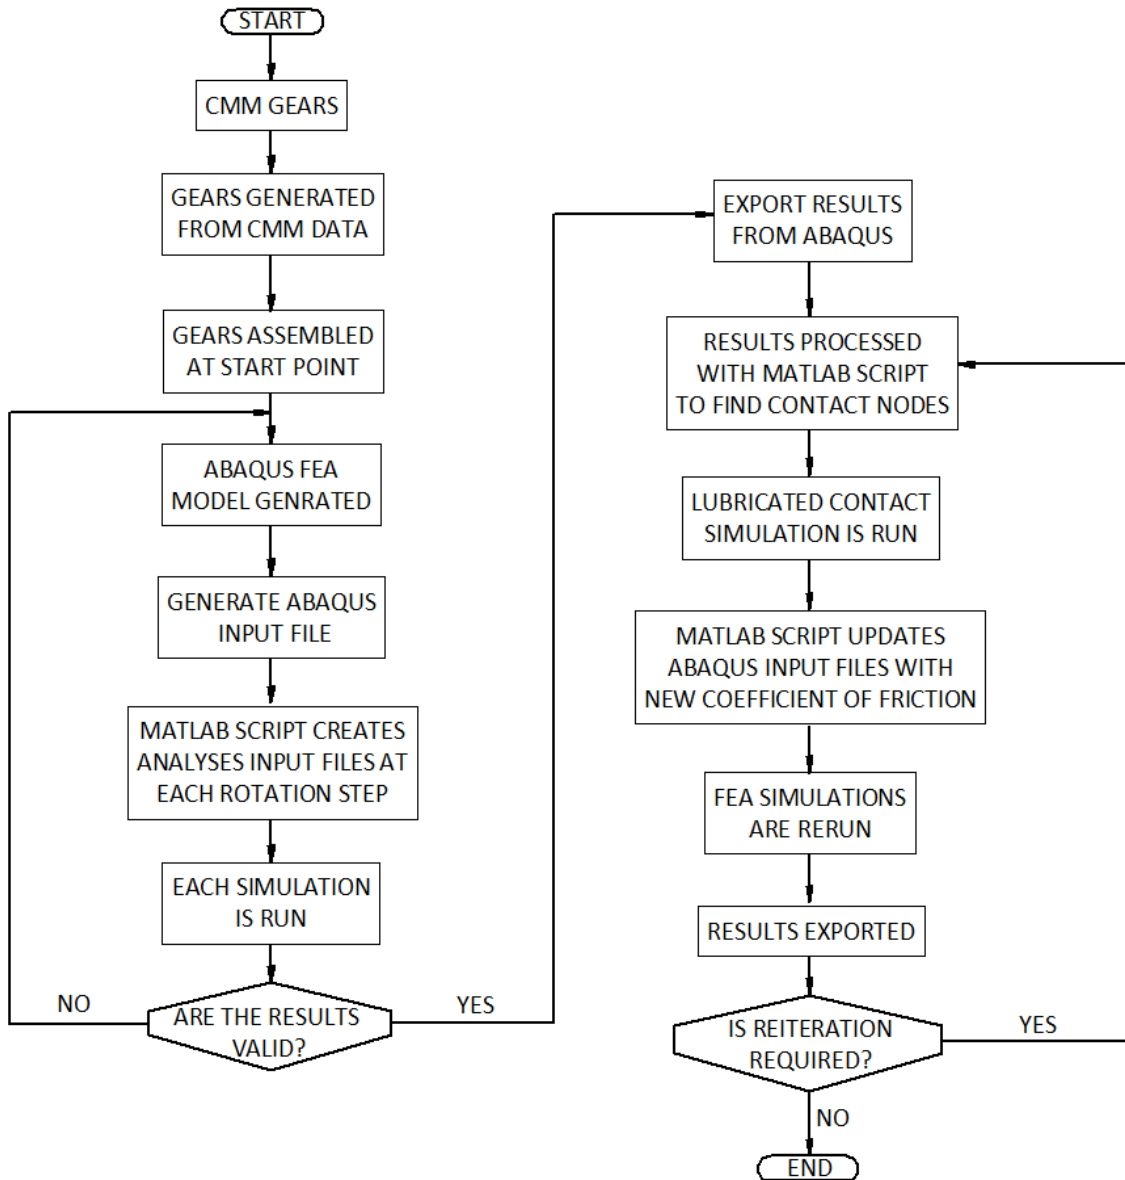 START
CMM GEARS
GEARS GENERATED
FROM CMM DATA
GEARS ASSEMBLED
AT START POINT
ABAQUS FEA
MODEL GENRATED
GENERATE ABAQUS
INPUT FILE
MATLAB SCRIPT CREATES
ANALYSES INPUT FILES AT
EACH ROTATION STEP
EACH SIMULATION
IS RUN
NO
ARE THE RESULTS
VALID?
YES
EXPORT RESULTS
FROM ABAQUS
RESULTS PROCESSED
WITH MATLAB SCRIPT
TO FIND CONTACT NODES
LUBRICATED CONTACT
SIMULATION IS RUN
MATLAB SCRIPT UPDATES
ABAQUS INPUT FILES WITH
NEW COEFFICIENT OF FRICTION
FEA SIMULATIONS
ARE RERUN
RESULTS EXPORTED
IS REITERATION
REQUIRED?
YES
NO
END